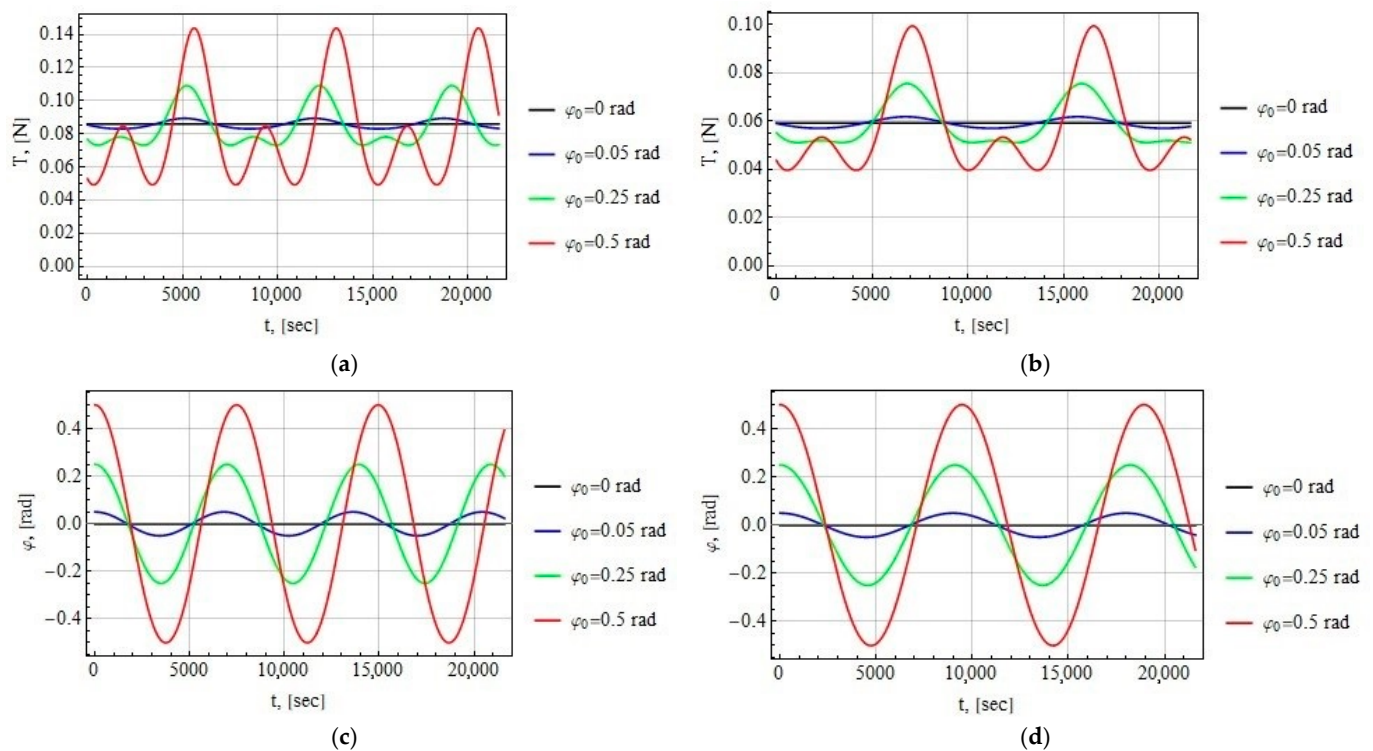 0.14
0.12
0.10
0.08
0.06
0.04
0.02
0.00
T, [N]
0 5000 10,000 15,000 20,000
t, [sec]
φ₀=0 rad
φ₀=0.05 rad
φ₀=0.25 rad
φ₀=0.5 rad
(a)
0.10
0.08
0.06
0.04
0.02
0.00
T, [N]
0 5000 10,000 15,000 20,000
t, [sec]
φ₀=0 rad
φ₀=0.05 rad
φ₀=0.25 rad
φ₀=0.5 rad
(b)
0.4
0.2
0.0
−0.2
−0.4
φ, [rad]
0 5000 10,000 15,000 20,000
t, [sec]
φ₀=0 rad
φ₀=0.05 rad
φ₀=0.25 rad
φ₀=0.5 rad
(c)
0.4
0.2
0.0
−0.2
−0.4
φ, [rad]
0 5000 10,000 15,000 20,000
t, [sec]
φ₀=0 rad
φ₀=0.05 rad
φ₀=0.25 rad
φ₀=0.5 rad
(d)